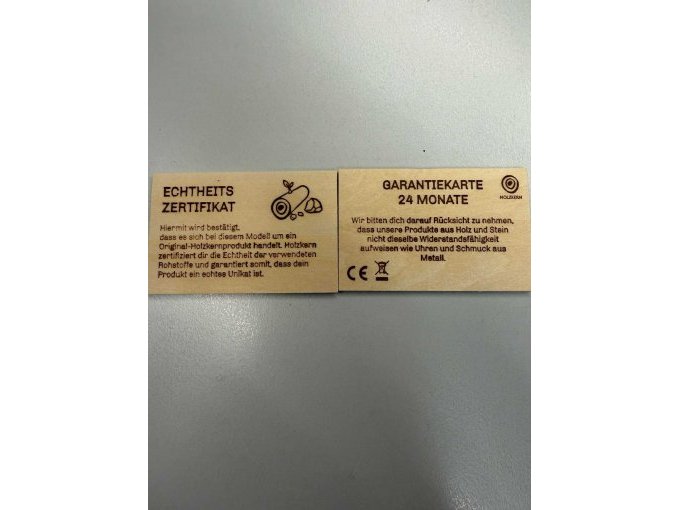 ECHTHEITS
ZERTIFIKAT
Hiermit wird bestätigt,
dass es sich bei diesem Modell um ein
Original-Holzkernprodukt handelt. Holzkern
zertifiziert dir die Echtheit der verwendeten
Rohstoffe und garantiert somit, dass dein
Produkt ein echtes Unikat ist.
GARANTIEKARTE
24 MONATE
HOLZKERN
Wir bitten dich darauf Rücksicht zu nehmen,
dass unsere Produkte aus Holz und Stein
nicht dieselbe Widerstandsfähigkeit
aufweisen wie Uhren und Schmuck aus
Metall.
CE